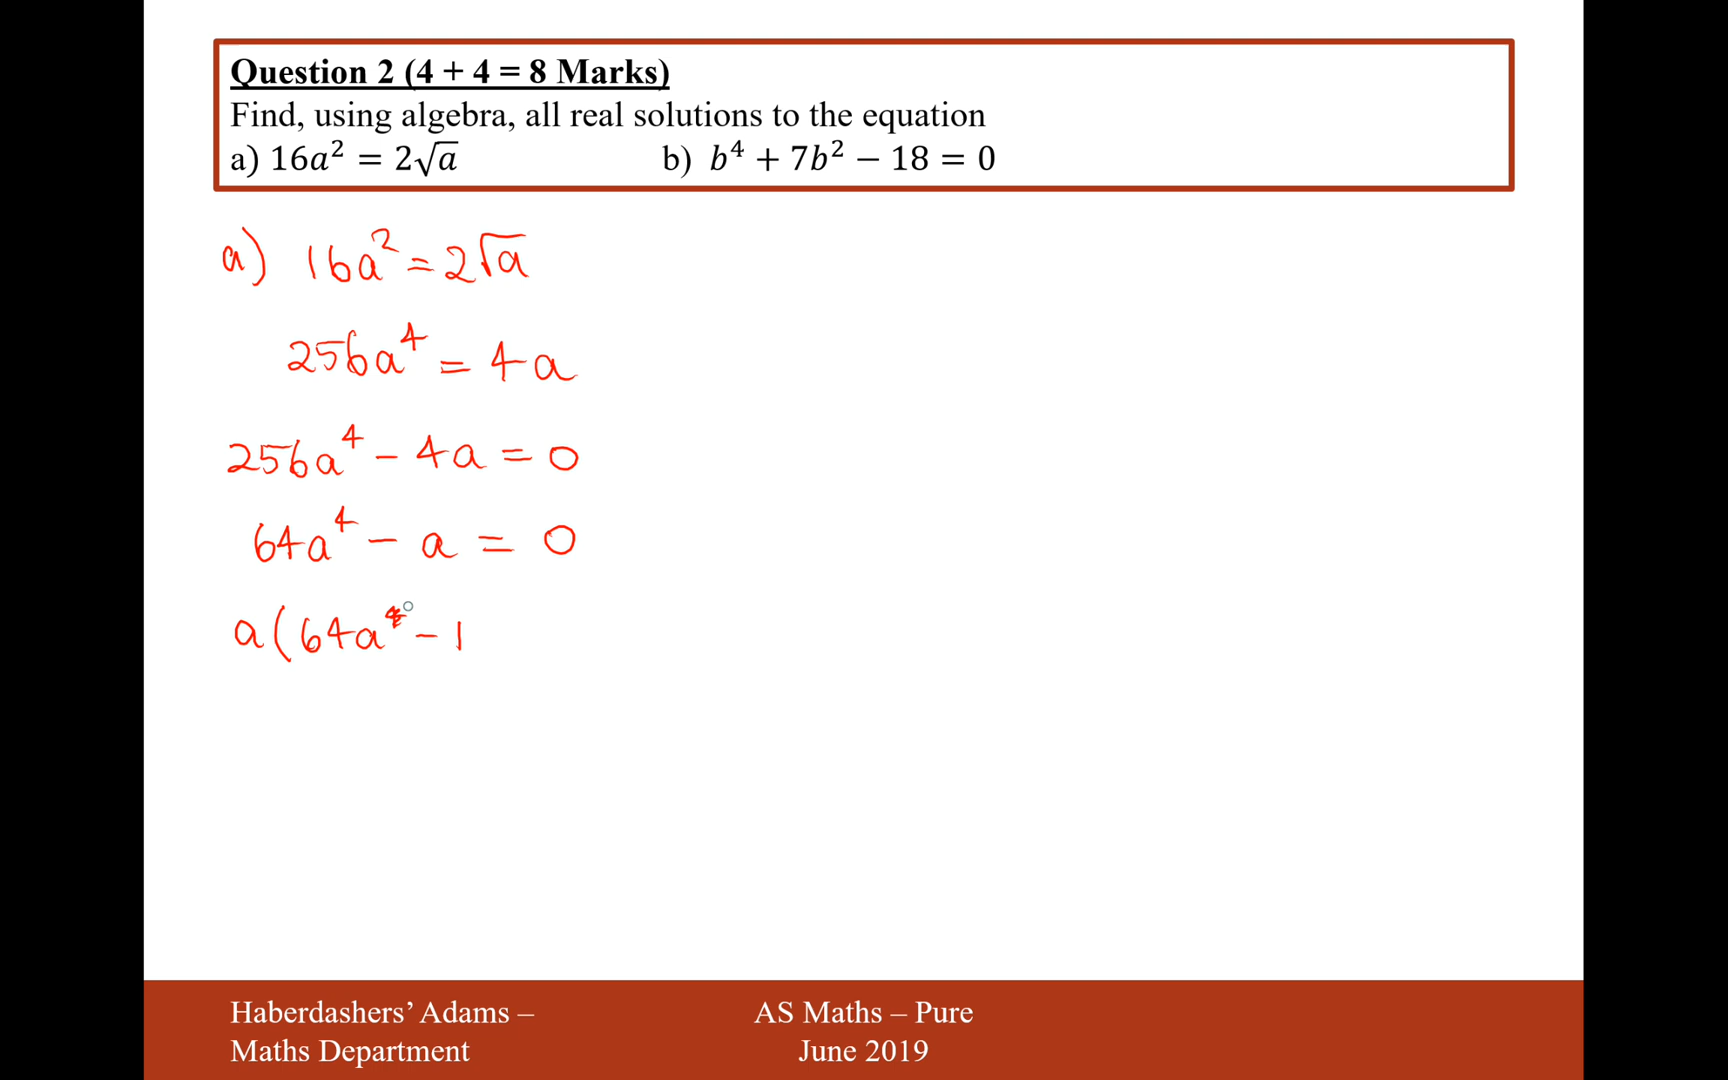 Question 2 (4 + 4 = 8 Marks)
Find, using algebra, all real solutions to the equation
a) 16a² = 2√a b) b⁴ + 7b² − 18 = 0
a) 16a² = 2√a
256a⁴ = 4a
256a⁴ − 4a = 0
64a⁴ − a = 0
a(64a − 1
Haberdashers’ Adams –
Maths Department
AS Maths – Pure
June 2019